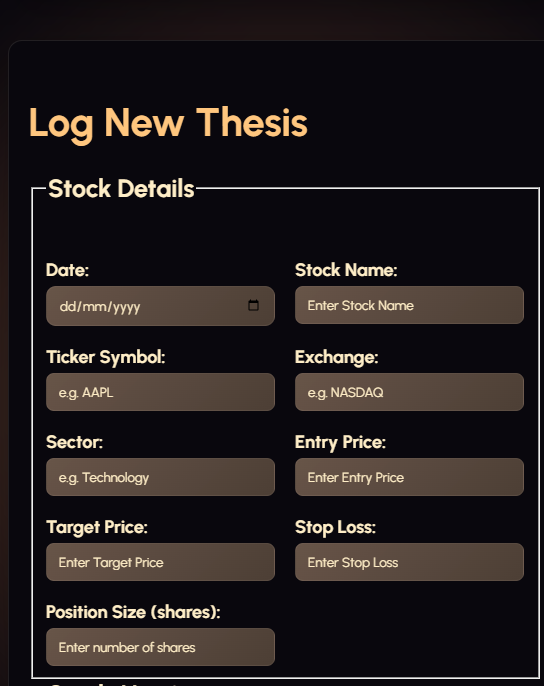 Log New Thesis
Stock Details
Date: Stock Name:
dd/mm/yyyy Enter Stock Name
Ticker Symbol: Exchange:
e.g. AAPL e.g. NASDAQ
Sector: Entry Price:
e.g. Technology Enter Entry Price
Target Price: Stop Loss:
Enter Target Price Enter Stop Loss
Position Size (shares):
Enter number of shares